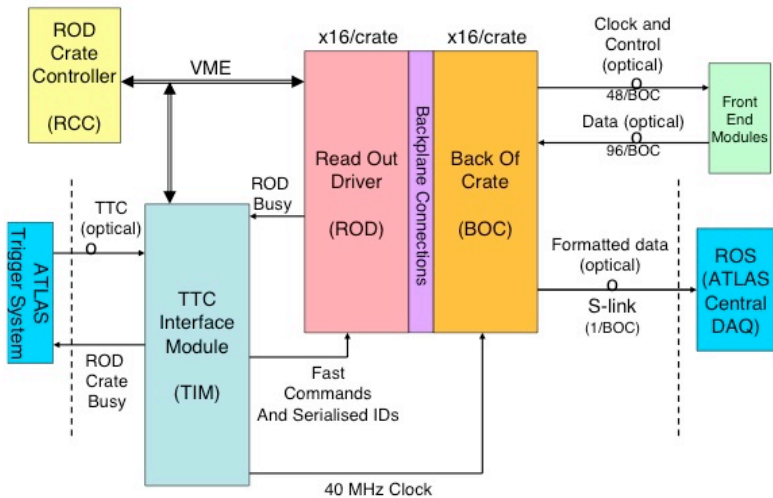 ROD
Crate
Controller
(RCC)
VME
x16/crate
x16/crate
Read Out
Driver
(ROD)
Backplane Connections
Back Of
Crate
(BOC)
Clock and
Control
(optical)
48/BOC
Data (optical)
96/BOC
Front
End
Modules
ATLAS
Trigger System
TTC
(optical)
ROD
Busy
TTC
Interface
Module
(TIM)
ROD
Crate
Busy
Fast
Commands
And Serialised IDs
40 MHz Clock
Formatted data
(optical)
S-link
(1/BOC)
ROS
(ATLAS
Central
DAQ)